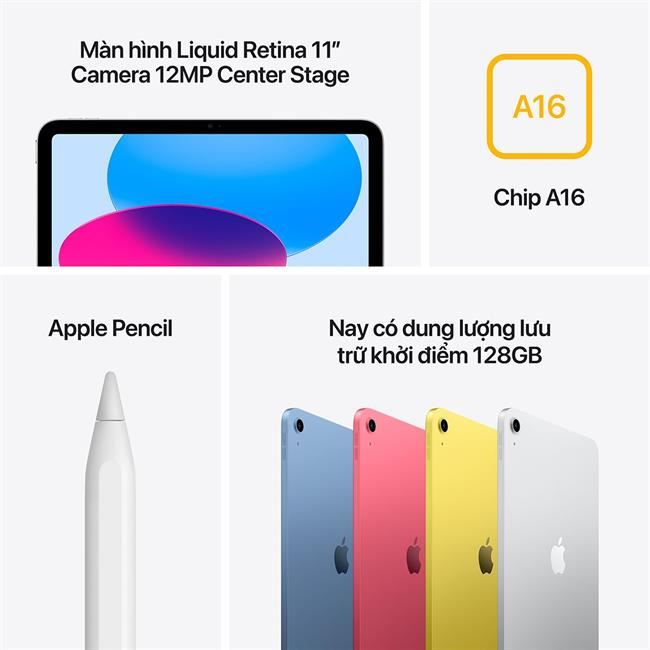 Màn hình Liquid Retina 11”
Camera 12MP Center Stage
A16
Chip A16
Apple Pencil
Nay có dung lượng lưu
trữ khởi điểm 128GB